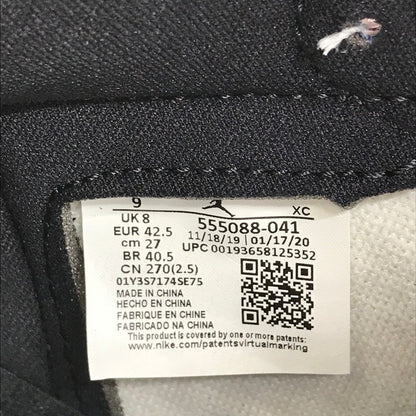 9 XC
UK 8 555088-041
EUR 42.5 11/18/19 01/17/20
cm 27 UPC 00193658125352
BR 40.5
CN 270(2.5)
01Y3S7174SE75
MADE IN CHINA
HECHO EN CHINA
FABRIQUE EN CHINE
FABRICADO NA CHINA
This product is covered by one or more patents:
www.nike.com/patentsvirtualmarking